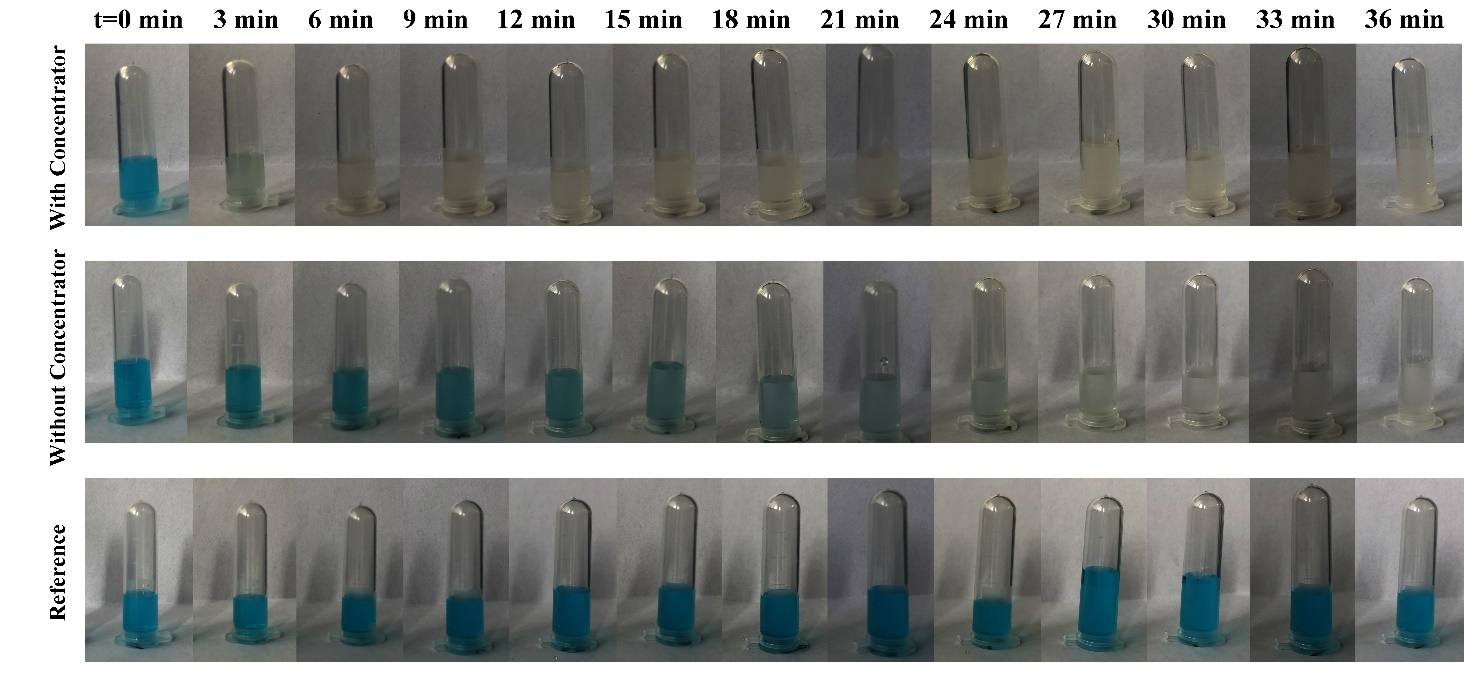 t=0 min 3 min 6 min 9 min 12 min 15 min 18 min 21 min 24 min 27 min 30 min 33 min 36 min
With Concentrator
Without Concentrator
Reference